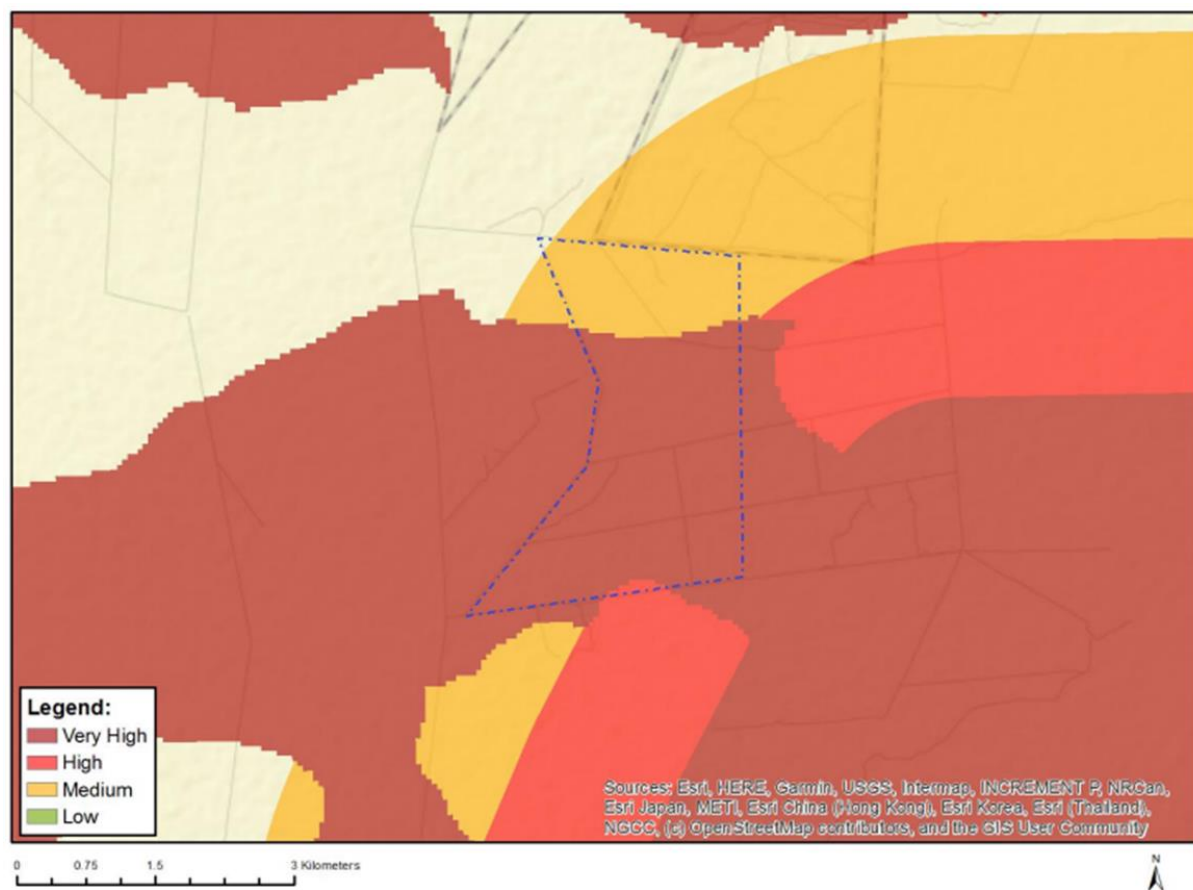 Legend:
Very High
High
Medium
Low
Sources: Esri, HERE, Garmin, USGS, Intermap, INCREMENT P, NRCan,
Esri Japan, METI, Esri China (Hong Kong), Esri Korea, Esri (Thailand),
NGCC, (c) OpenStreetMap contributors, and the GIS User Community
0 0.75 1.5 3 Kilometers
N